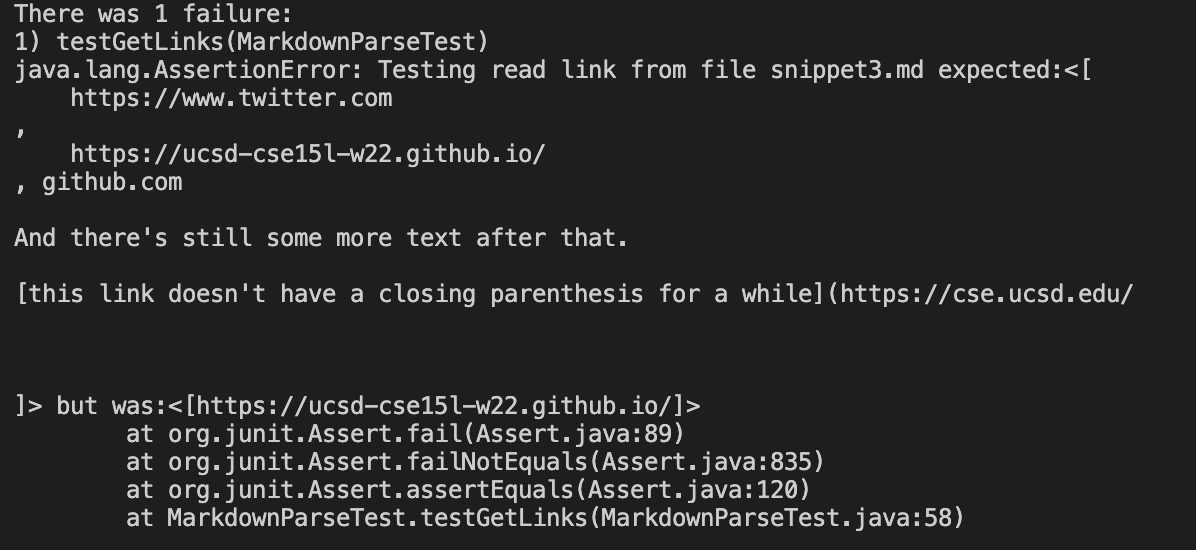 There was 1 failure:
1) testGetLinks(MarkdownParseTest)
java.lang.AssertionError: Testing read link from file snippet3.md expected:<[
    https://www.twitter.com
,
    https://ucsd-cse15l-w22.github.io/
, github.com

And there's still some more text after that.

[this link doesn't have a closing parenthesis for a while](https://cse.ucsd.edu/



]> but was:<[https://ucsd-cse15l-w22.github.io/]>
        at org.junit.Assert.fail(Assert.java:89)
        at org.junit.Assert.failNotEquals(Assert.java:835)
        at org.junit.Assert.assertEquals(Assert.java:120)
        at MarkdownParseTest.testGetLinks(MarkdownParseTest.java:58)